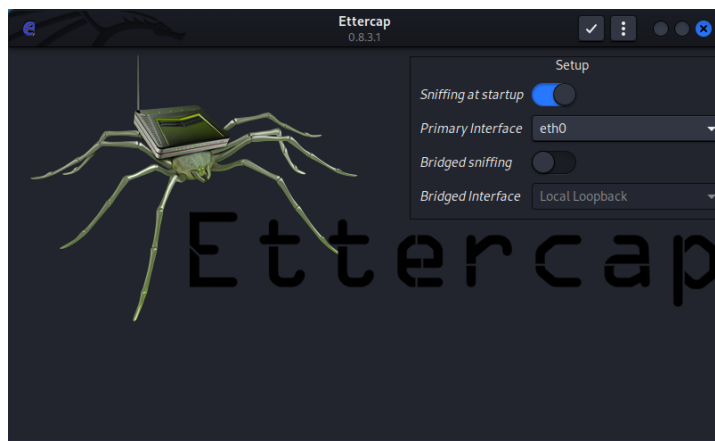 Ettercap
0.8.3.1
Setup
Sniffing at startup
Primary Interface eth0
Bridged sniffing
Bridged Interface Local Loopback
Ettercap